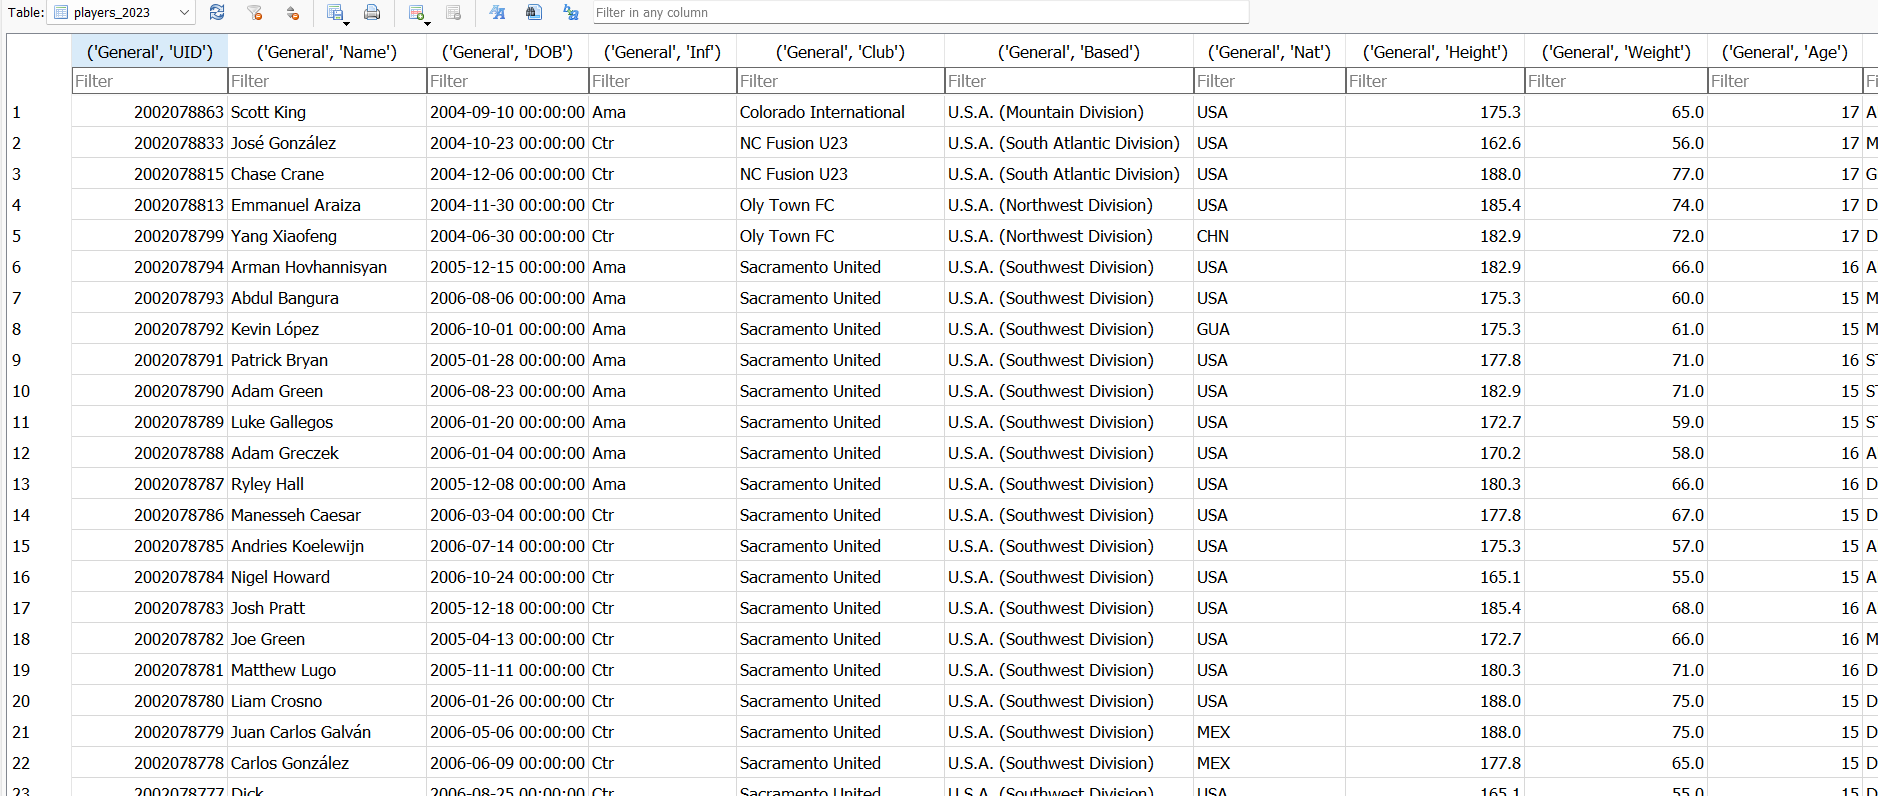 Table: players_2023 Filter in any column
('General', 'UID') ('General', 'Name') ('General', 'DOB') ('General', 'Inf') ('General', 'Club') ('General', 'Based') ('General', 'Nat') ('General', 'Height') ('General', 'Weight') ('General', 'Age')
Filter Filter Filter Filter Filter Filter Filter Filter Filter Filter Fi
1 2002078863 Scott King 2004-09-10 00:00:00 Ama Colorado International U.S.A. (Mountain Division) USA 175.3 65.0 17 A
2 2002078833 José González 2004-10-23 00:00:00 Ctr NC Fusion U23 U.S.A. (South Atlantic Division) USA 162.6 56.0 17 M
3 2002078815 Chase Crane 2004-12-06 00:00:00 Ctr NC Fusion U23 U.S.A. (South Atlantic Division) USA 188.0 77.0 17 G
4 2002078813 Emmanuel Araiza 2004-11-30 00:00:00 Ctr Oly Town FC U.S.A. (Northwest Division) USA 185.4 74.0 17 D
5 2002078799 Yang Xiaofeng 2004-06-30 00:00:00 Ctr Oly Town FC U.S.A. (Northwest Division) CHN 182.9 72.0 17 D
6 2002078794 Arman Hovhannisyan 2005-12-15 00:00:00 Ama Sacramento United U.S.A. (Southwest Division) USA 182.9 66.0 16 A
7 2002078793 Abdul Bangura 2006-08-06 00:00:00 Ama Sacramento United U.S.A. (Southwest Division) USA 175.3 60.0 15 M
8 2002078792 Kevin López 2006-10-01 00:00:00 Ama Sacramento United U.S.A. (Southwest Division) GUA 175.3 61.0 15 M
9 2002078791 Patrick Bryan 2005-01-28 00:00:00 Ama Sacramento United U.S.A. (Southwest Division) USA 177.8 71.0 16 ST
10 2002078790 Adam Green 2006-08-23 00:00:00 Ama Sacramento United U.S.A. (Southwest Division) USA 182.9 71.0 15 ST
11 2002078789 Luke Gallegos 2006-01-20 00:00:00 Ama Sacramento United U.S.A. (Southwest Division) USA 172.7 59.0 15 ST
12 2002078788 Adam Greczek 2006-01-04 00:00:00 Ama Sacramento United U.S.A. (Southwest Division) USA 170.2 58.0 16 A
13 2002078787 Ryley Hall 2005-12-08 00:00:00 Ama Sacramento United U.S.A. (Southwest Division) USA 180.3 66.0 16 D
14 2002078786 Manesseh Caesar 2006-03-04 00:00:00 Ctr Sacramento United U.S.A. (Southwest Division) USA 177.8 67.0 15 D
15 2002078785 Andries Koelewijn 2006-07-14 00:00:00 Ctr Sacramento United U.S.A. (Southwest Division) USA 175.3 57.0 15 A
16 2002078784 Nigel Howard 2006-10-24 00:00:00 Ctr Sacramento United U.S.A. (Southwest Division) USA 165.1 55.0 15 A
17 2002078783 Josh Pratt 2005-12-18 00:00:00 Ctr Sacramento United U.S.A. (Southwest Division) USA 185.4 68.0 16 A
18 2002078782 Joe Green 2005-04-13 00:00:00 Ctr Sacramento United U.S.A. (Southwest Division) USA 172.7 66.0 16 M
19 2002078781 Matthew Lugo 2005-11-11 00:00:00 Ctr Sacramento United U.S.A. (Southwest Division) USA 180.3 71.0 16 D
20 2002078780 Liam Crosno 2006-01-26 00:00:00 Ctr Sacramento United U.S.A. (Southwest Division) USA 188.0 75.0 15 D
21 2002078779 Juan Carlos Galván 2006-05-06 00:00:00 Ctr Sacramento United U.S.A. (Southwest Division) MEX 188.0 75.0 15 D
22 2002078778 Carlos González 2006-06-09 00:00:00 Ctr Sacramento United U.S.A. (Southwest Division) MEX 177.8 65.0 15 D
23 2002078777 Dick 2006-08-25 00:00:00 Ctr Sacramento United U.S.A. (Southwest Division) USA 165.1 55.0 15 D